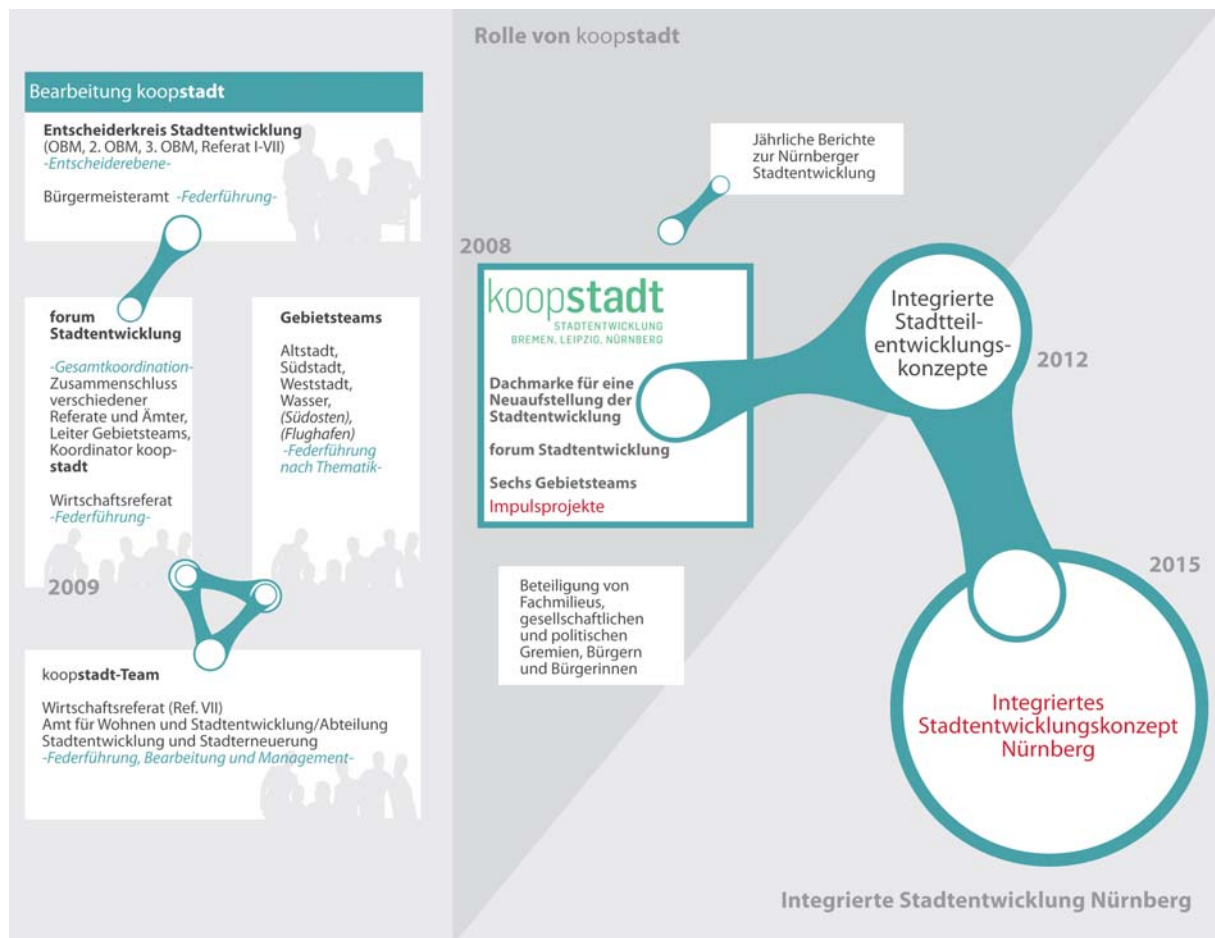 Bearbeitung koopstadt
Entscheiderkreis Stadtentwicklung
(OBM, 2. OBM, 3. OBM, Referat I-VII)
-Entscheiderebene-
Bürgermeisteramt -Federführung-
forum
Stadtentwicklung
-Gesamtkoordination-
Zusammenschluss
verschiedener
Referate und Ämter,
Leiter Gebietsteams,
Koordinator koop-
stadt
Wirtschaftsreferat
-Federführung-
2009
Gebietsteams
Altstadt,
Südstadt,
Weststadt,
Wasser,
(Südosten),
(Flughafen)
-Federführung
nach Thematik-
koopstadt-Team
Wirtschaftsreferat (Ref. VII)
Amt für Wohnen und Stadtentwicklung/Abteilung
Stadtentwicklung und Stadterneuerung
-Federführung, Bearbeitung und Management-
Rolle von koopstadt
Jährliche Berichte
zur Nürnberger
Stadtentwicklung
2008
koopstadt
STADTENTWICKLUNG
BREMEN, LEIPZIG, NÜRNBERG
Dachmarke für eine
Neuaufstellung der
Stadtentwicklung
forum Stadtentwicklung
Sechs Gebietsteams
Impulsprojekte
Beteiligung von
Fachmilieus,
gesellschaftlichen
und politischen
Gremien, Bürgern
und Bürgerinnen
Integrierte
Stadtteil-
entwicklungs-
konzepte
2012
2015
Integriertes
Stadtentwicklungskonzept
Nürnberg
Integrierte Stadtentwicklung Nürnberg